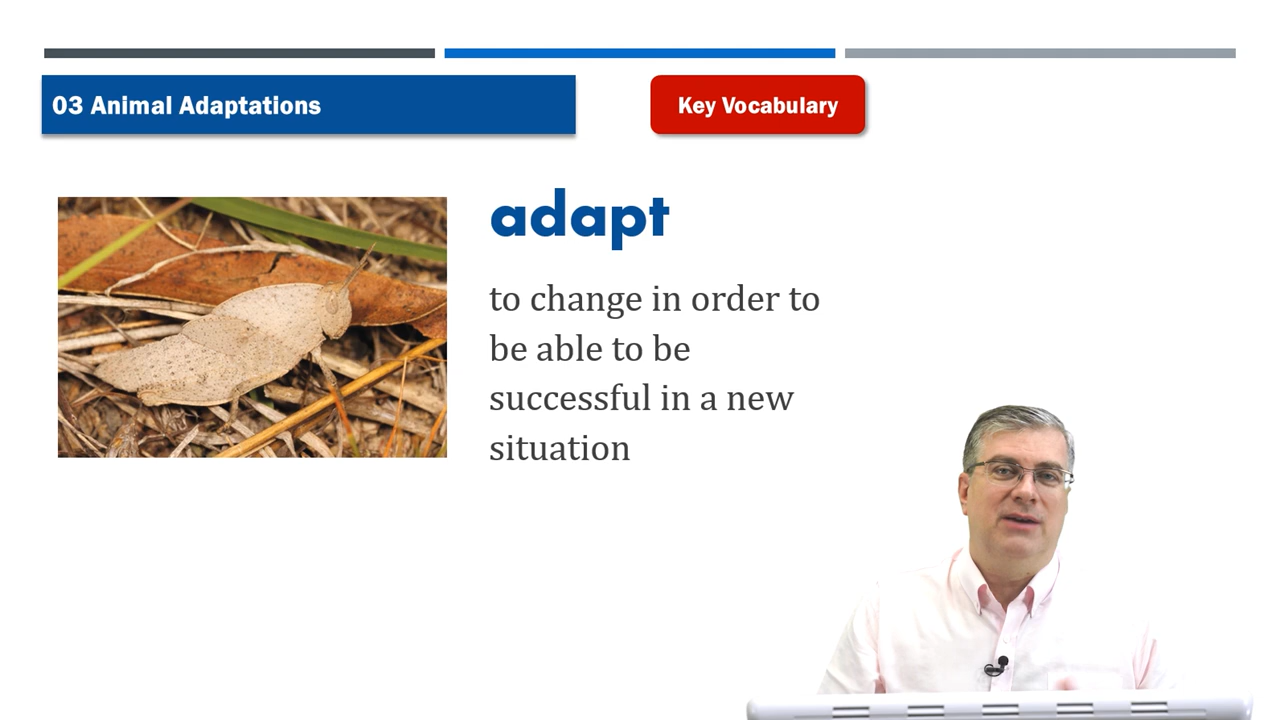 03 Animal Adaptations
Key Vocabulary
adapt
to change in order to
be able to be
successful in a new
situation